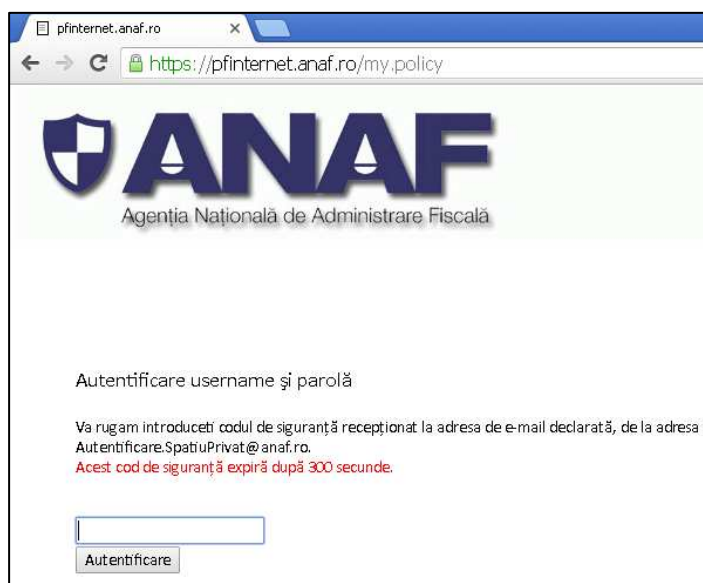 pfinternet.anaf.ro
https://pfinternet.anaf.ro/my.policy
ANAF
Agenția Națională de Administrare Fiscală
Autentificare username și parolă
Va rugam introduceti codul de siguranță recepționat la adresa de e-mail declarată, de la adresa
Autentificare.SpatiuPrivat@anaf.ro.
Acest cod de siguranță expiră după 300 secunde.
Autentificare